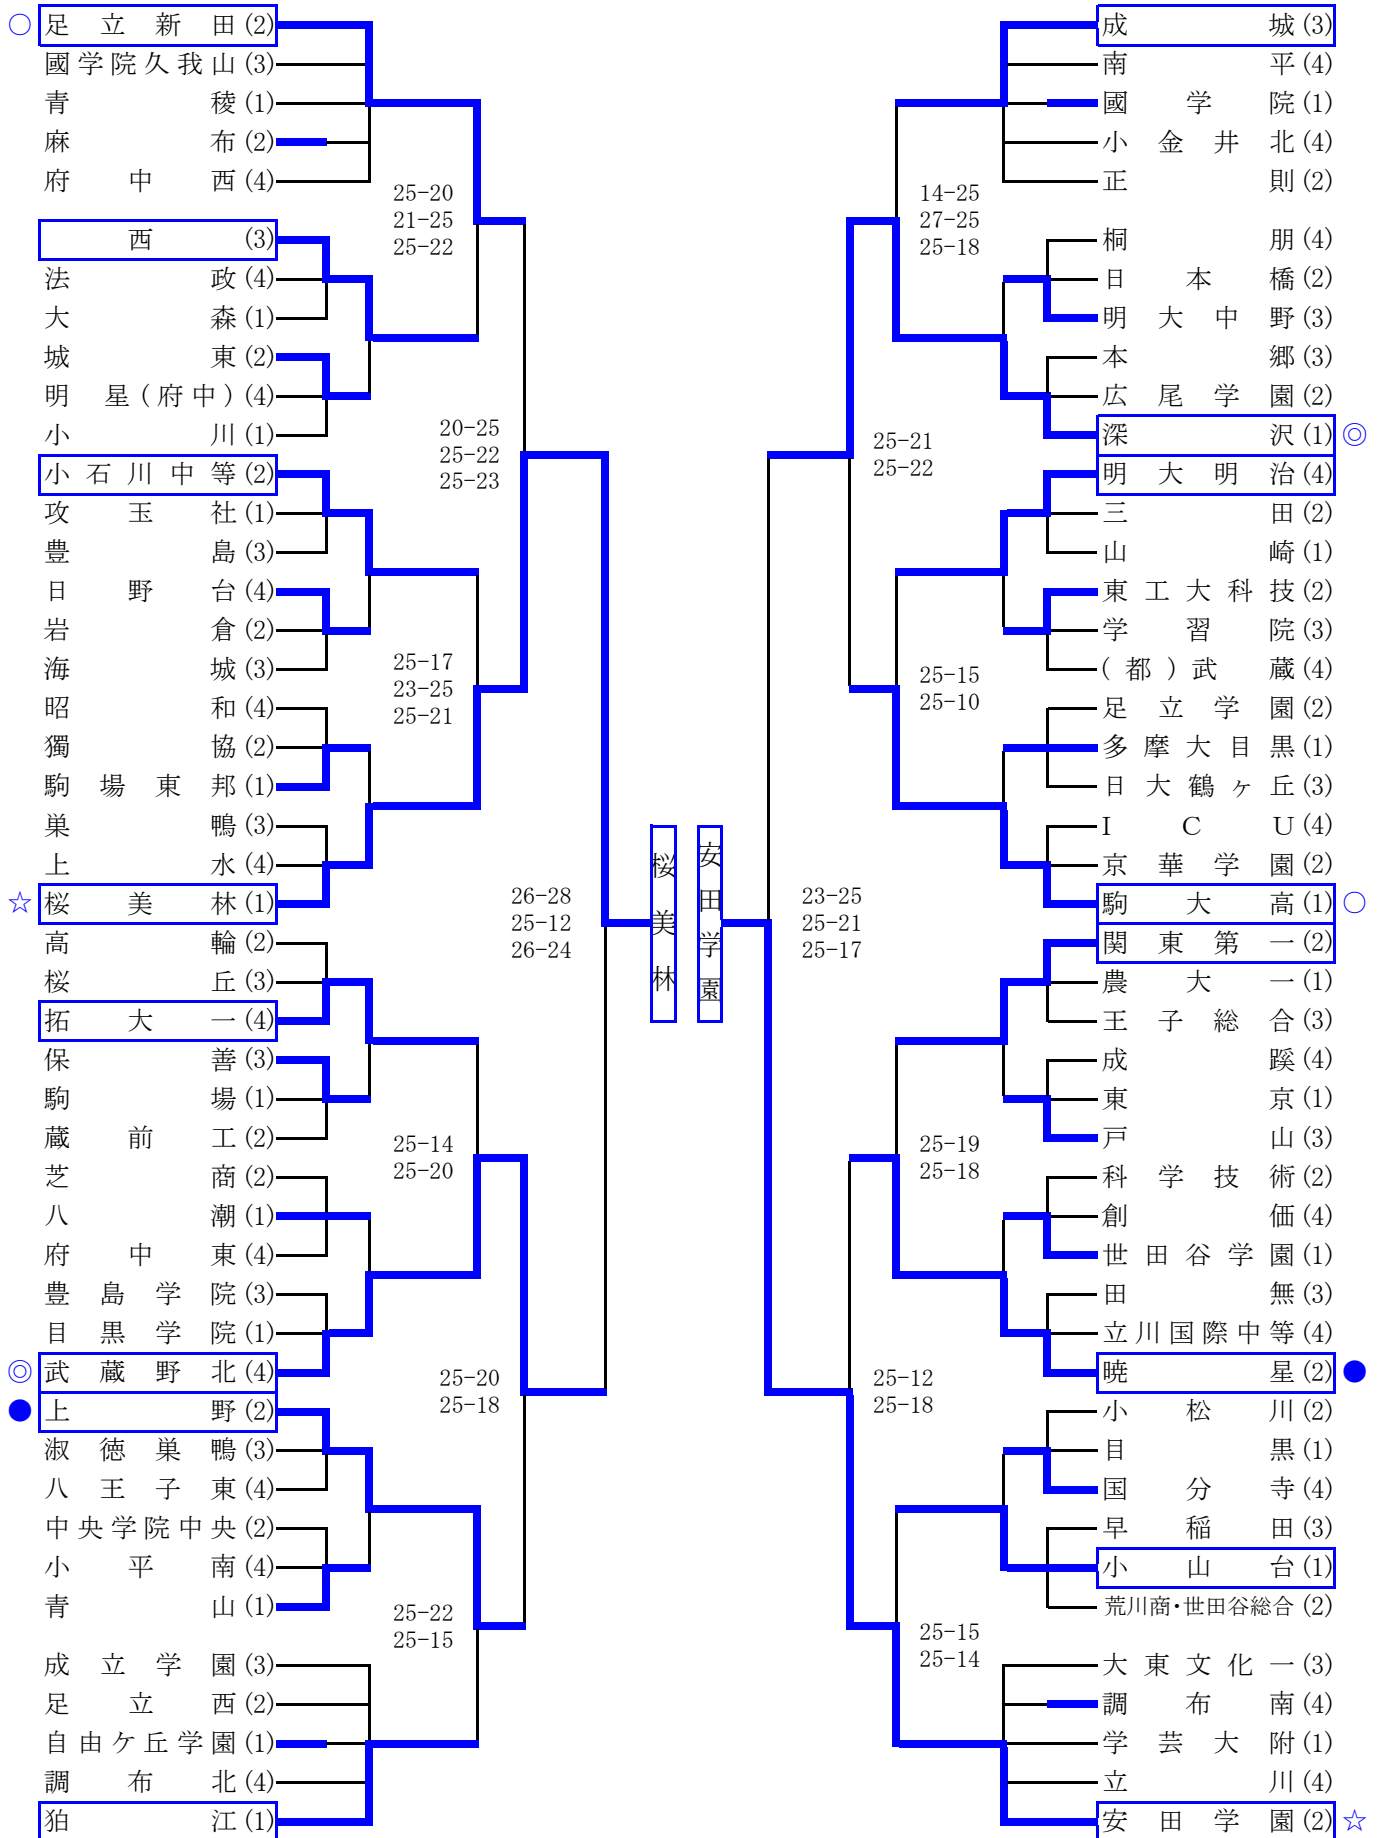 ○ 足立新田 (2)
國学院久我山 (3)
青稜 (1)
麻布 (2)
府中西 (4)
25-20
21-25
25-22
西 (3)
法政 (4)
大森 (1)
城東 (2)
明星(府中) (4)
小川 (1)
20-25
25-22
25-23
小石川中等 (2)
攻玉社 (1)
豊島 (3)
日野台 (4)
岩倉 (2)
海城 (3)
25-17
23-25
25-21
昭和 (4)
獨協 (2)
駒場東邦 (1)
巣鴨 (3)
上水 (4)
☆ 桜美林 (1)
26-28
25-12
26-24
高輪 (2)
桜丘 (3)
拓大一 (4)
保善 (3)
駒場 (1)
蔵前工 (2)
25-14
25-20
芝商 (2)
八潮 (1)
府中東 (4)
豊島学院 (3)
目黒学院 (1)
◎ 武蔵野北 (4)
25-20
25-18
● 上野 (2)
淑徳巣鴨 (3)
八王子東 (4)
中央学院中央 (2)
小平南 (4)
青山 (1)
25-22
25-15
成立学園 (3)
足立西 (2)
自由ケ丘学園 (1)
調布北 (4)
狛江 (1)
桜美林
安田学園
成城 (3)
南平 (4)
國学院 (1)
小金井北 (4)
正則 (2)
14-25
27-25
25-18
桐朋 (4)
日本橋 (2)
明大中野 (3)
本郷 (3)
広尾学園 (2)
深沢 (1) ◎
25-21
25-22
明大明治 (4)
三田 (2)
山崎 (1)
東工大科技 (2)
学習院 (3)
(都)武蔵 (4)
25-15
25-10
足立学園 (2)
多摩大目黒 (1)
日大鶴ヶ丘 (3)
ICU (4)
京華学園 (2)
駒大高 (1) ○
23-25
25-21
25-17
関東第一 (2)
農大一 (1)
王子総合 (3)
成蹊 (4)
東京 (1)
戸山 (3)
25-19
25-18
科学技術 (2)
創価 (4)
世田谷学園 (1)
田無 (3)
立川国際中等 (4)
暁星 (2) ●
25-12
25-18
小松川 (2)
目黒 (1)
国分寺 (4)
早稲田 (3)
小山台 (1)
荒川商・世田谷総合 (2)
25-15
25-14
大東文化一 (3)
調布南 (4)
学芸大附 (1)
立川 (4)
安田学園 (2) ☆